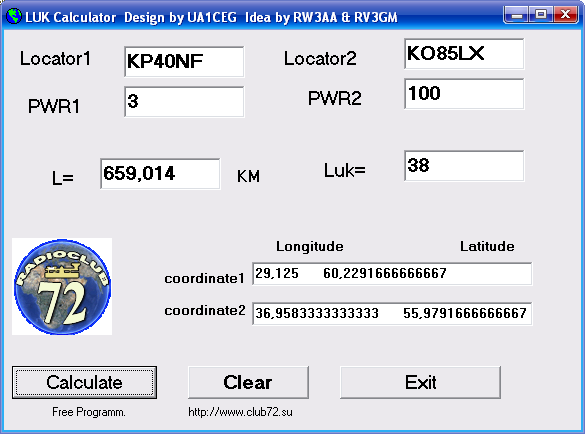 LUK Calculator Design by UA1CEG Idea by RW3AA & RV3GM
Locator1 KP40NF Locator2 KO85LX
PWR1 3 PWR2 100
L= 659,014 KM Luk= 38
Longitude Latitude
coordinate1 29,125 60,2291666666667
coordinate2 36,9583333333333 55,9791666666667
RADIOCLUB
72
Calculate Clear Exit
Free Programm. http://www.club72.su